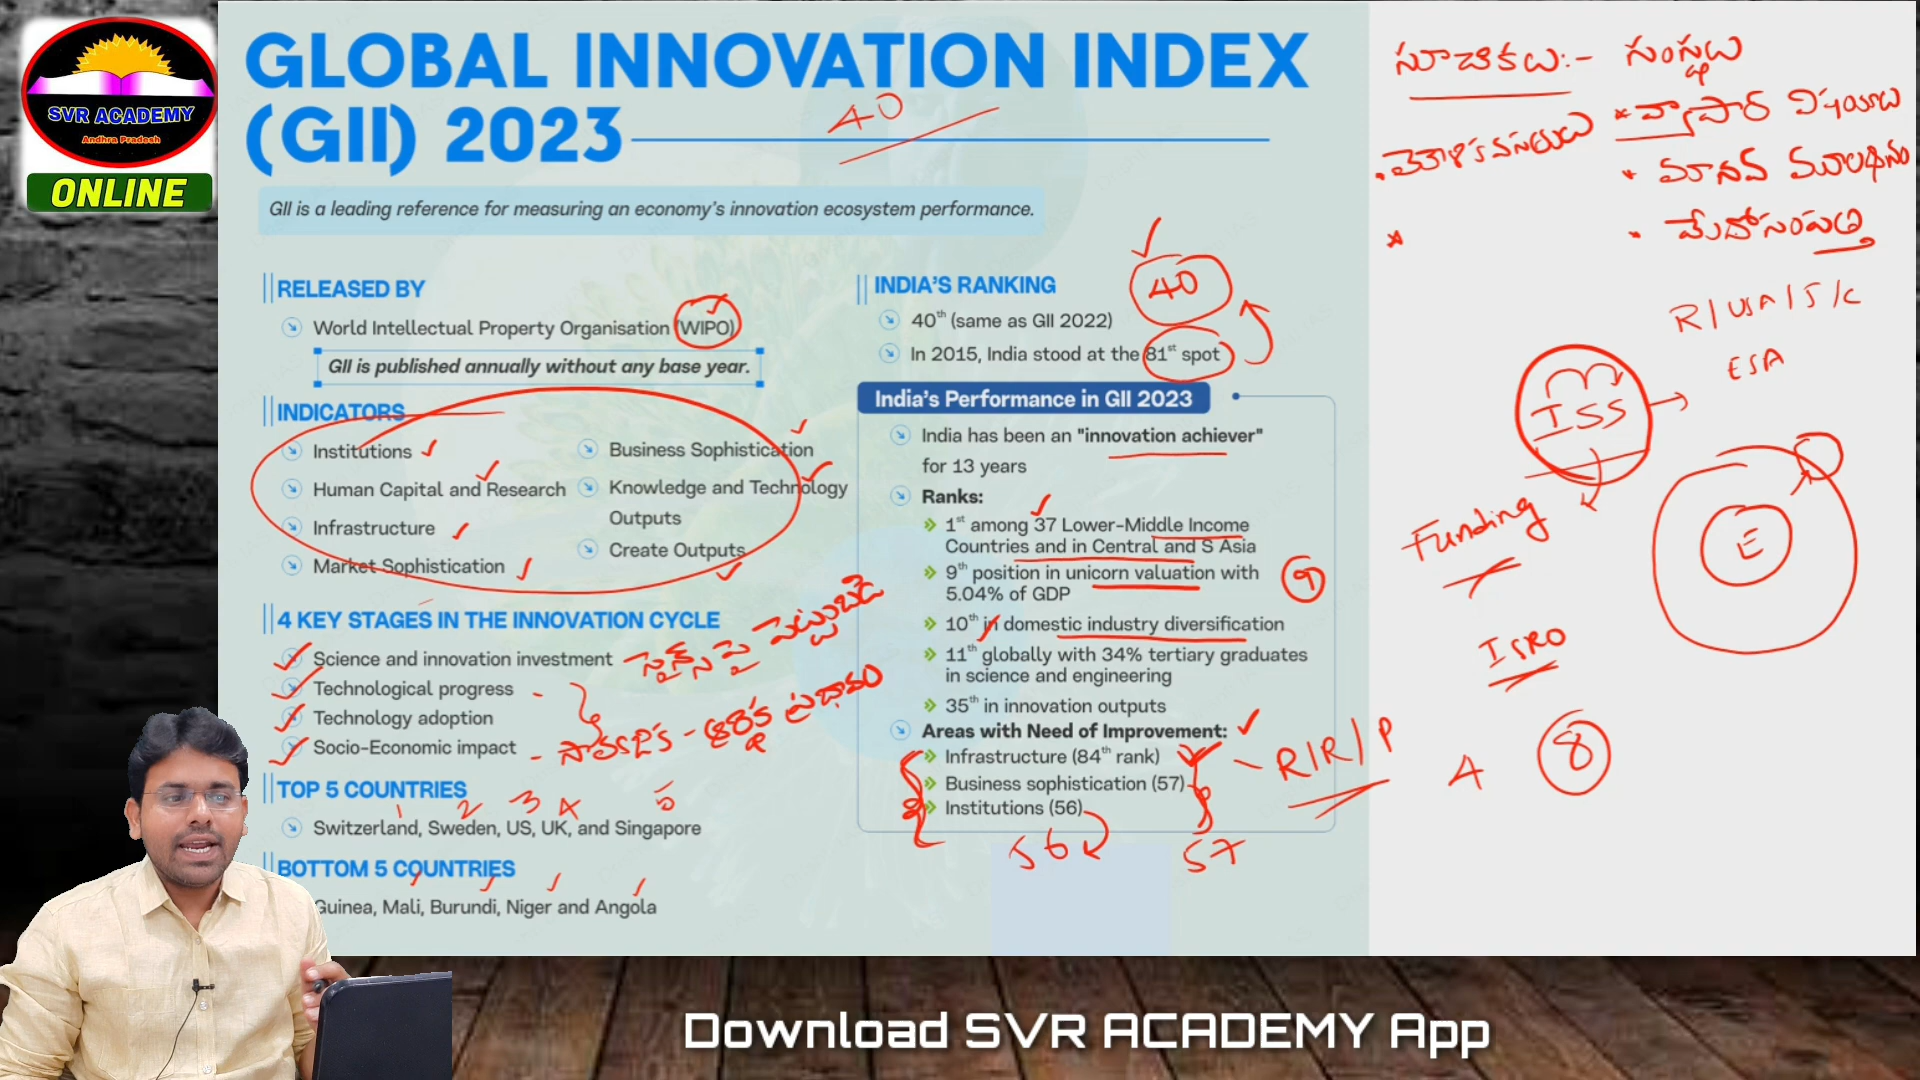 SVR ACADEMY
Andhra Pradesh
ONLINE
GLOBAL INNOVATION INDEX
(GII) 2023
40
GII is a leading reference for measuring an economy's innovation ecosystem performance.
RELEASED BY
World Intellectual Property Organisation (WIPO)
GII is published annually without any base year.
INDICATORS
Institutions
Human Capital and Research
Infrastructure
Market Sophistication
Business Sophistication
Knowledge and Technology
Outputs
Create Outputs
4 KEY STAGES IN THE INNOVATION CYCLE
Science and innovation investment
సైన్స్ పై పెట్టుబడి
Technological progress
Technology adoption
Socio-Economic impact
TOP 5 COUNTRIES
1 2 3 4 5
Switzerland, Sweden, US, UK, and Singapore
BOTTOM 5 COUNTRIES
Guinea, Mali, Burundi, Niger and Angola
INDIA'S RANKING
40
40th (same as GII 2022)
In 2015, India stood at the 81st spot
India's Performance in GII 2023
India has been an "innovation achiever"
for 13 years
Ranks:
1st among 37 Lower-Middle Income
Countries and in Central and S Asia
9th position in unicorn valuation with
5.04% of GDP
9
10th in domestic industry diversification
11th globally with 34% tertiary graduates
in science and engineering
35th in innovation outputs
Areas with Need of Improvement:
Infrastructure (84th rank)
Business sophistication (57)
Institutions (56)
R/R/P
56
57
సూచికలు:- సంస్థలు
* వ్యాపార విషయాలు
మౌళిక వసతులు
* మానవ మూలధనం
* మేధోసంపత్తి
R/USA/J/C
ESA
ISS
Funding
E
ISRO
4
8
Download SVR ACADEMY App